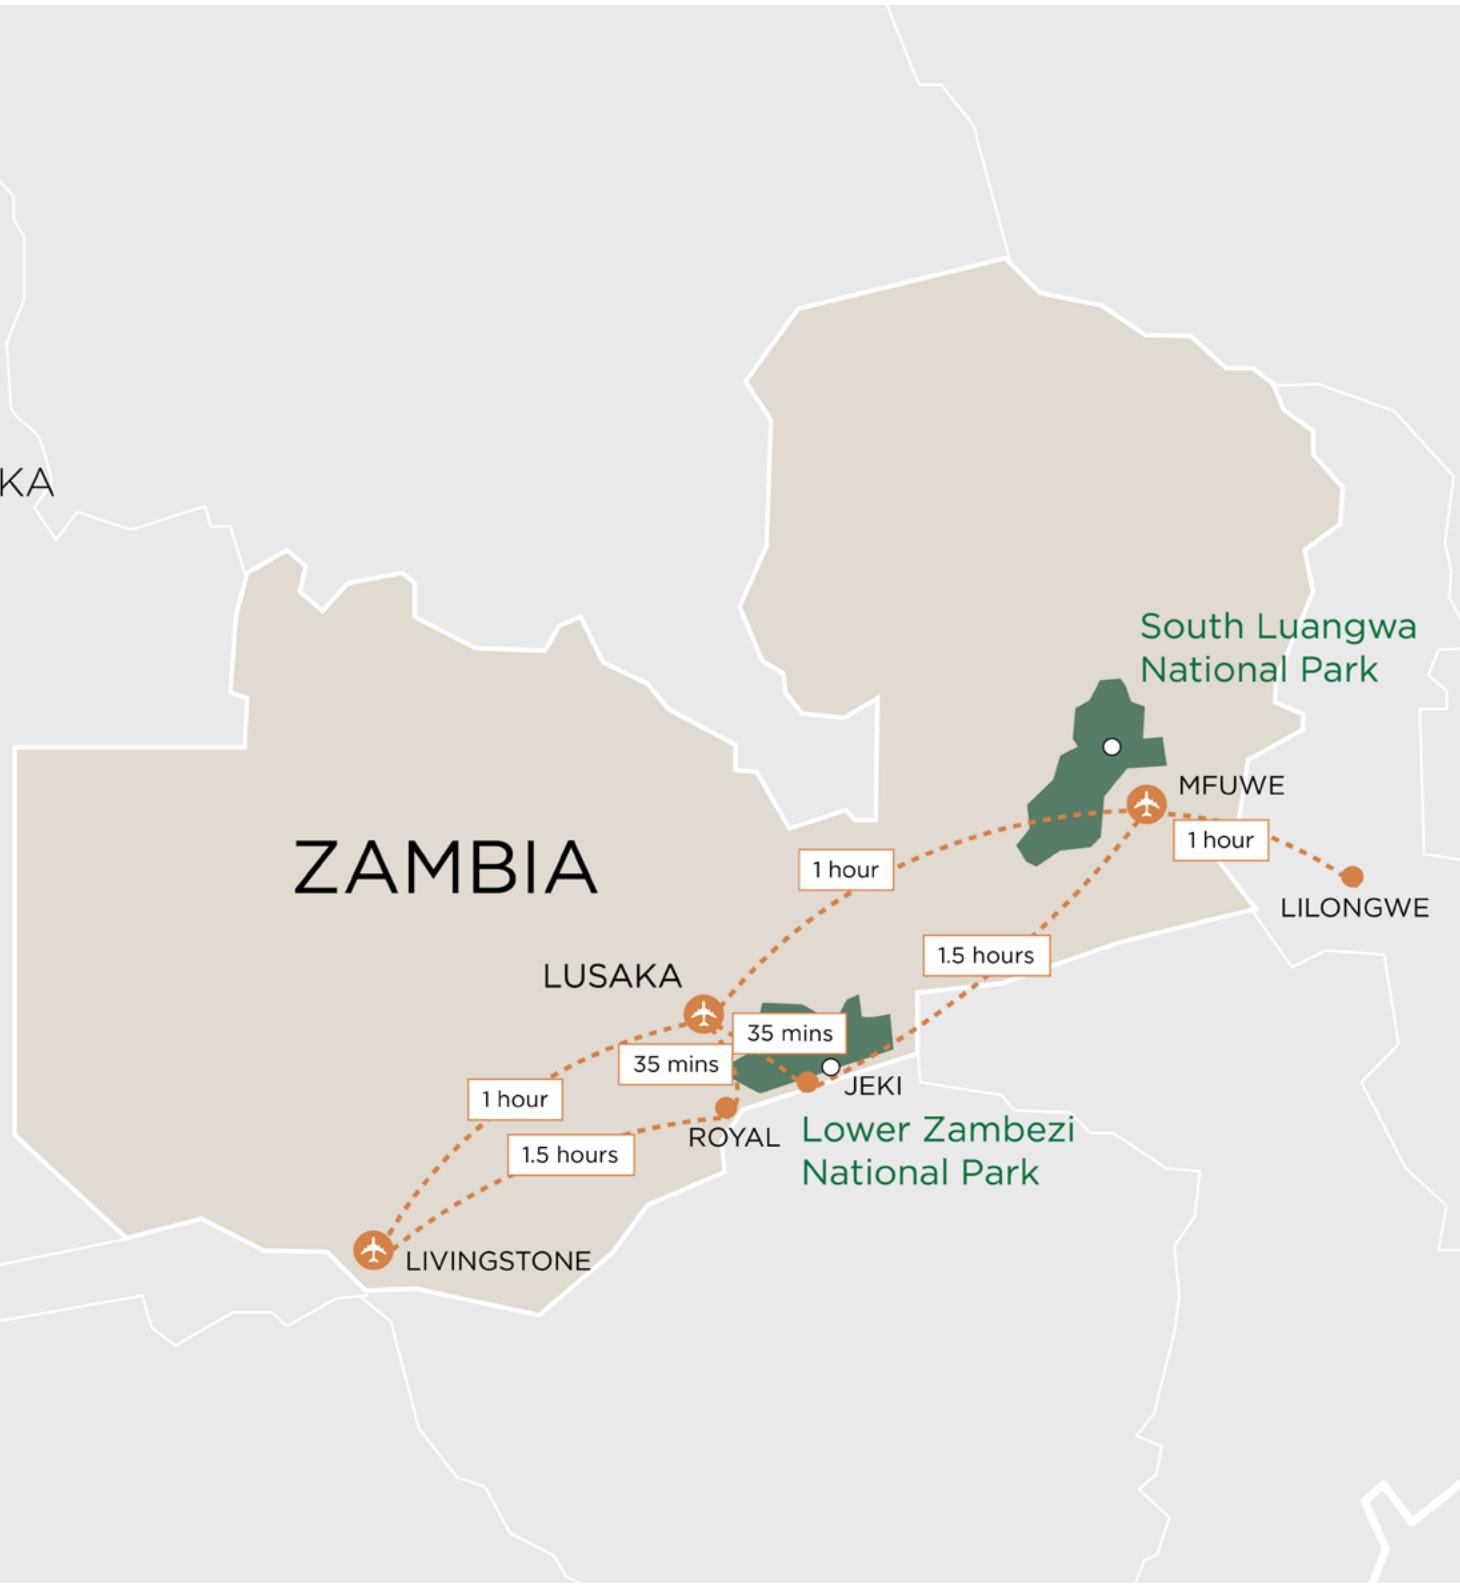 KA
South Luangwa
National Park
MFUWE
1 hour
LILONGWE
ZAMBIA
1 hour
1.5 hours
LUSAKA
35 mins
35 mins
JEKI
1 hour
ROYAL
Lower Zambezi
National Park
1.5 hours
LIVINGSTONE